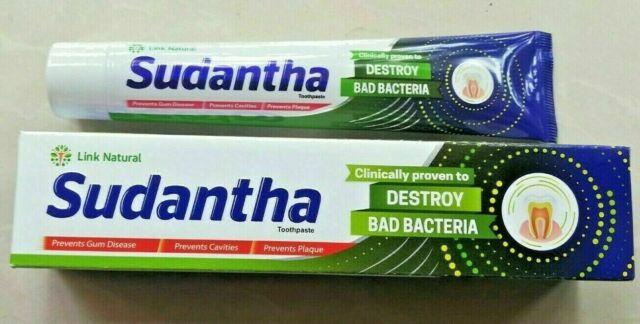 Link Natural
Sudantha
Toothpaste
Prevents Gum Disease Prevents Cavities Prevents Plaque
Clinically proven to
DESTROY
BAD BACTERIA
Link Natural
Sudantha
Toothpaste
Prevents Gum Disease Prevents Cavities Prevents Plaque
Clinically proven to
DESTROY
BAD BACTERIA